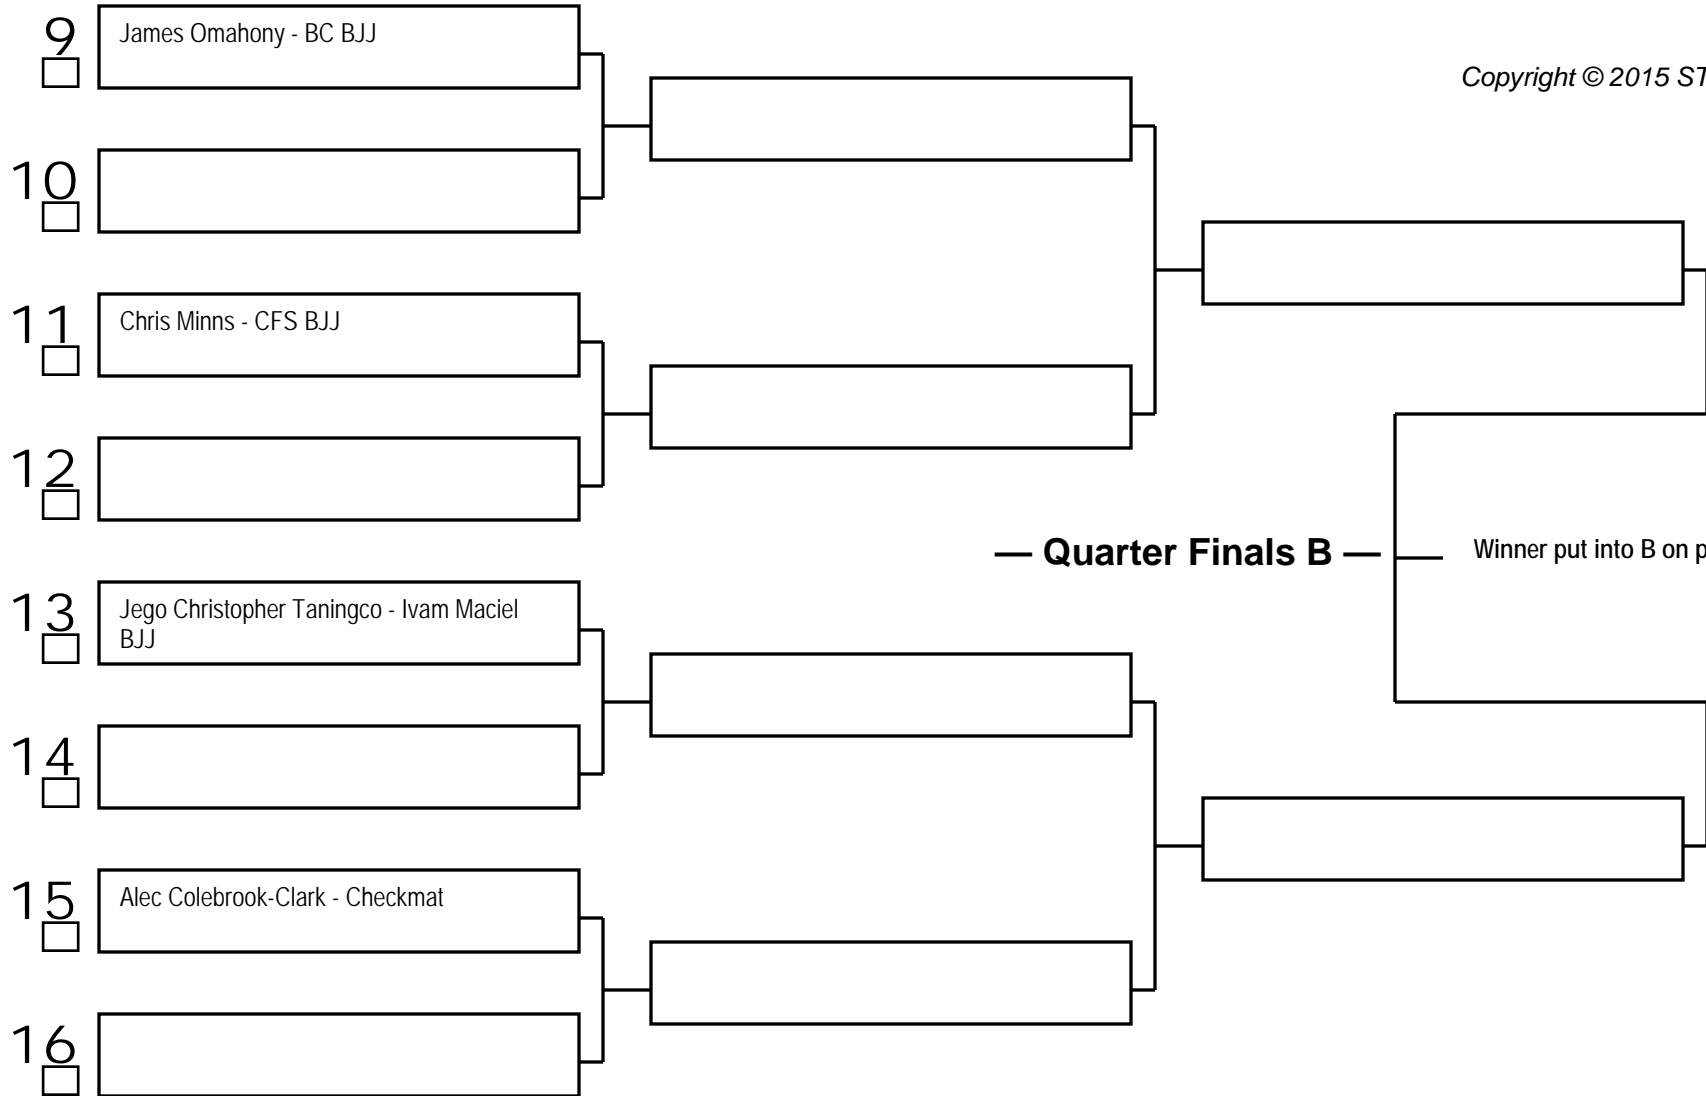 9
James Omahony - BC BJJ
Copyright © 2015 ST
10
11
Chris Minns - CFS BJJ
12
— Quarter Finals B —
Winner put into B on p
13
Jego Christopher Taningco - Ivam Maciel
BJJ
14
15
Alec Colebrook-Clark - Checkmat
16